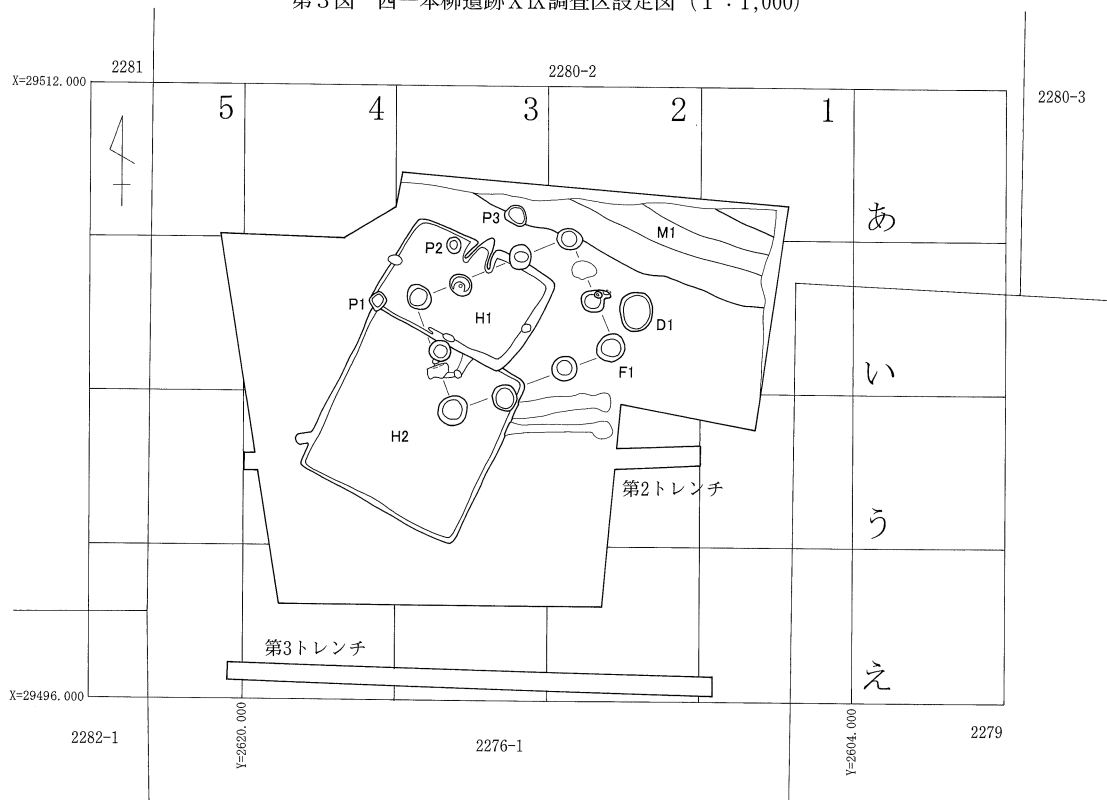 第3図 西一本柳遺跡XⅨ調査区設定図（1：1,000）
2281
2280-2
X=29512.000
2280-3
5
4
3
2
1
あ
P3
M1
P2
P1
H1
D1
F1
い
H2
第2トレンチ
う
第3トレンチ
え
X=29496.000
Y=2620.000
Y=2604.000
2282-1
2276-1
2279